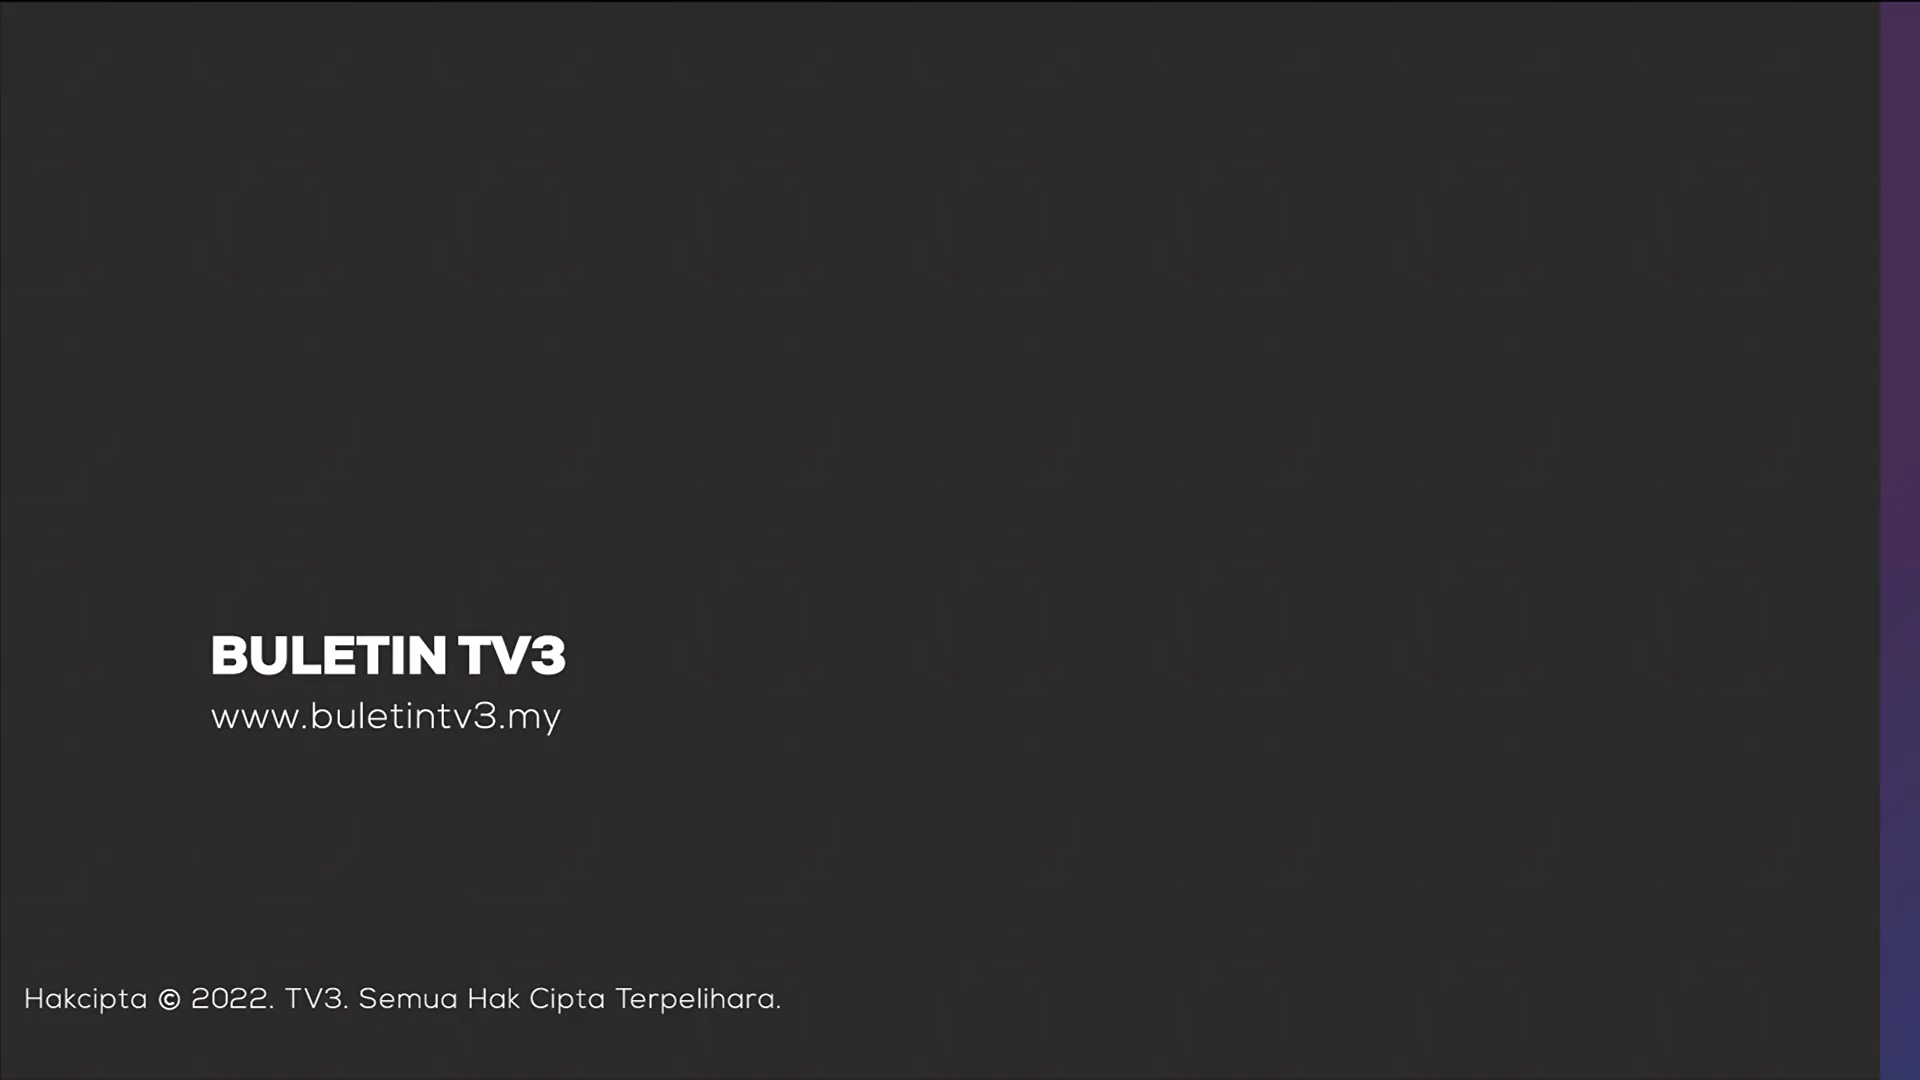 BULETIN TV3
www.buletintv3.my
Hakcipta © 2022. TV3. Semua Hak Cipta Terpelihara.